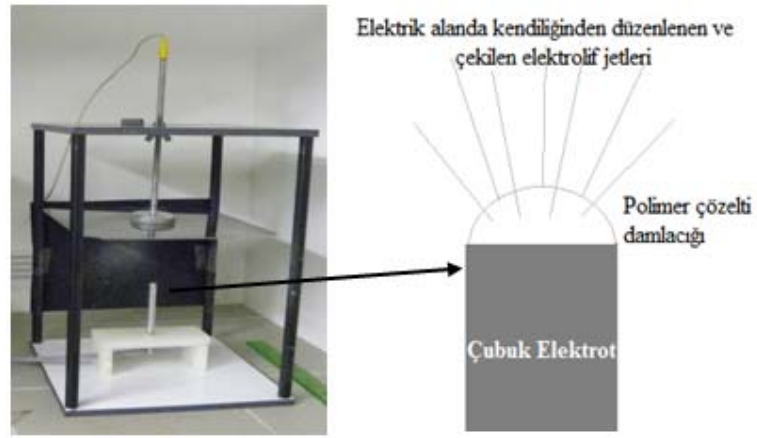 Elektrik alanda kendiliğinden düzenlenen ve
çekilen elektrolif jetleri
Polimer çözelti
damlacığı
Çubuk Elektrot